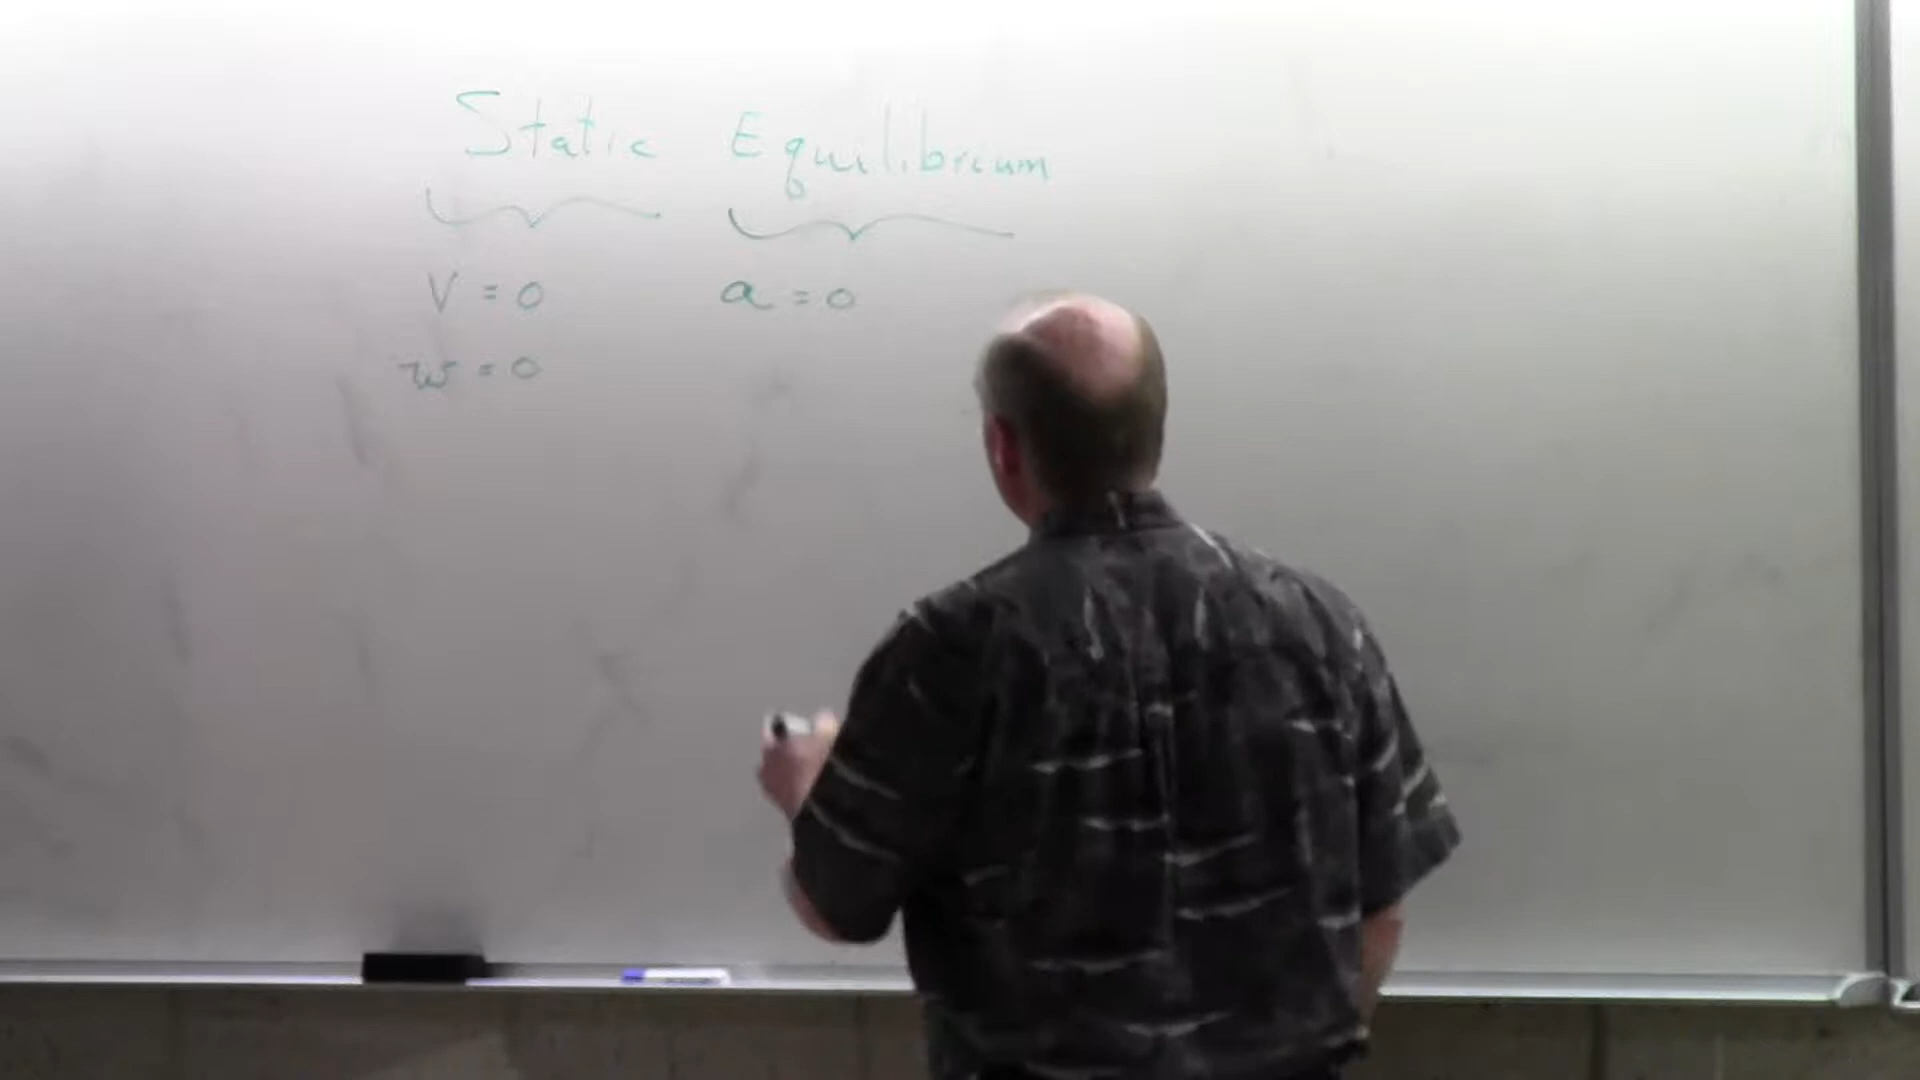 Static Equilibrium
V = 0 a = 0
w = 0